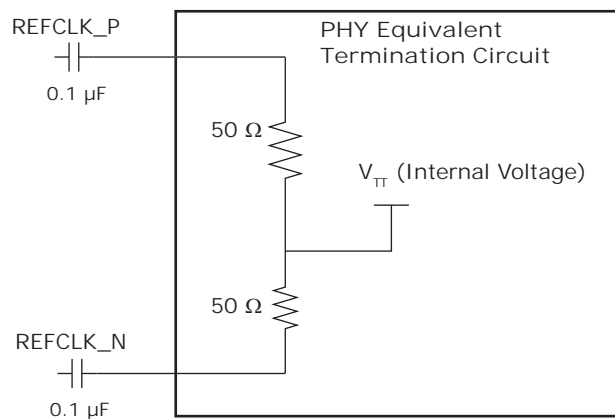 REFCLK_P
0.1 µF
PHY Equivalent
Termination Circuit
50 Ω
V_TT (Internal Voltage)
50 Ω
REFCLK_N
0.1 µF